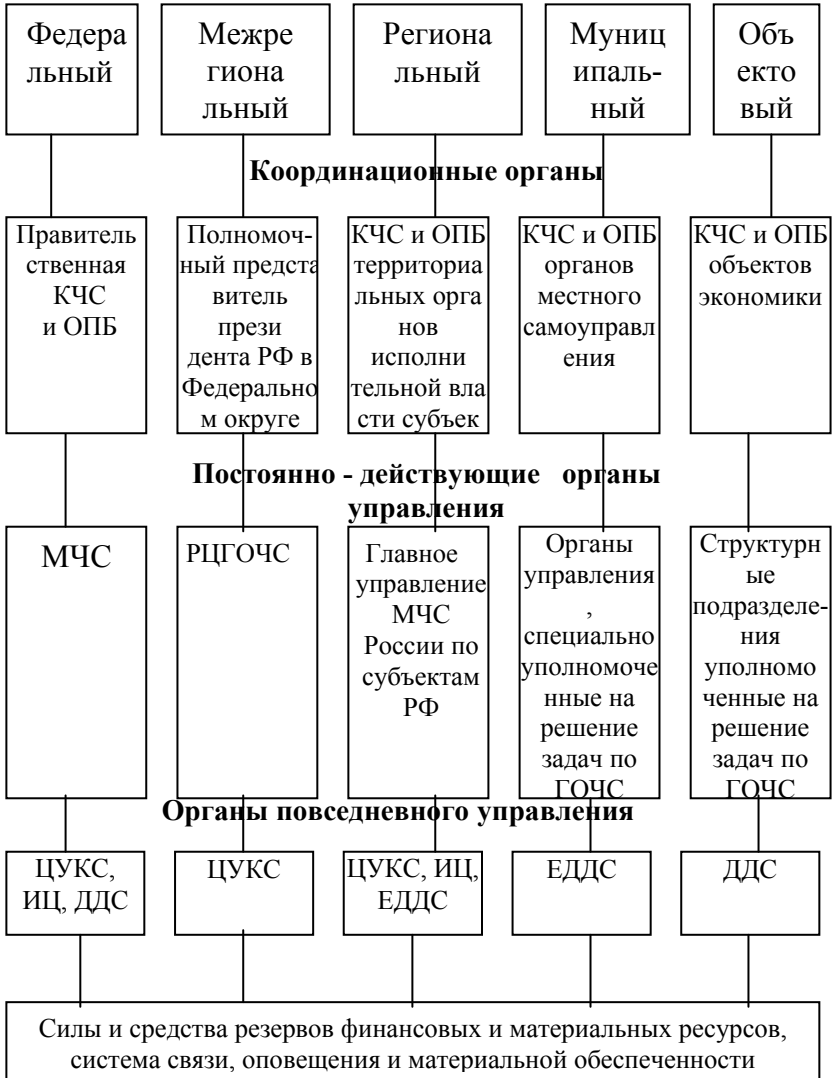 Федера
льный
Межре
гиона
льный
Региона
льный
Муниц
ипаль-
ный
Объ
екто
вый
Координационные органы
Правитель
ственная
КЧС
и ОПБ
Полномоч-
ный предста
витель
прези
дента РФ в
Федерально
м округе
КЧС и ОПБ
территориа
льных орга
нов
исполни
тельной вла
сти субъек
КЧС и ОПБ
органов
местного
самоуправл
ения
КЧС и ОПБ
объектов
экономики
Постоянно - действующие органы
управления
МЧС
РЦГОЧС
Главное
управление
МЧС
России по
субъектам
РФ
Органы
управления
,
специально
уполномоче
нные на
решение
задач по
ГОЧС
Структурн
ые
подразделе-
ния
уполномо
ченные на
решение
задач по
ГОЧС
Органы повседневного управления
ЦУКС,
ИЦ, ДДС
ЦУКС
ЦУКС, ИЦ,
ЕДДС
ЕДДС
ДДС
Силы и средства резервов финансовых и материальных ресурсов,
система связи, оповещения и материальной обеспеченности